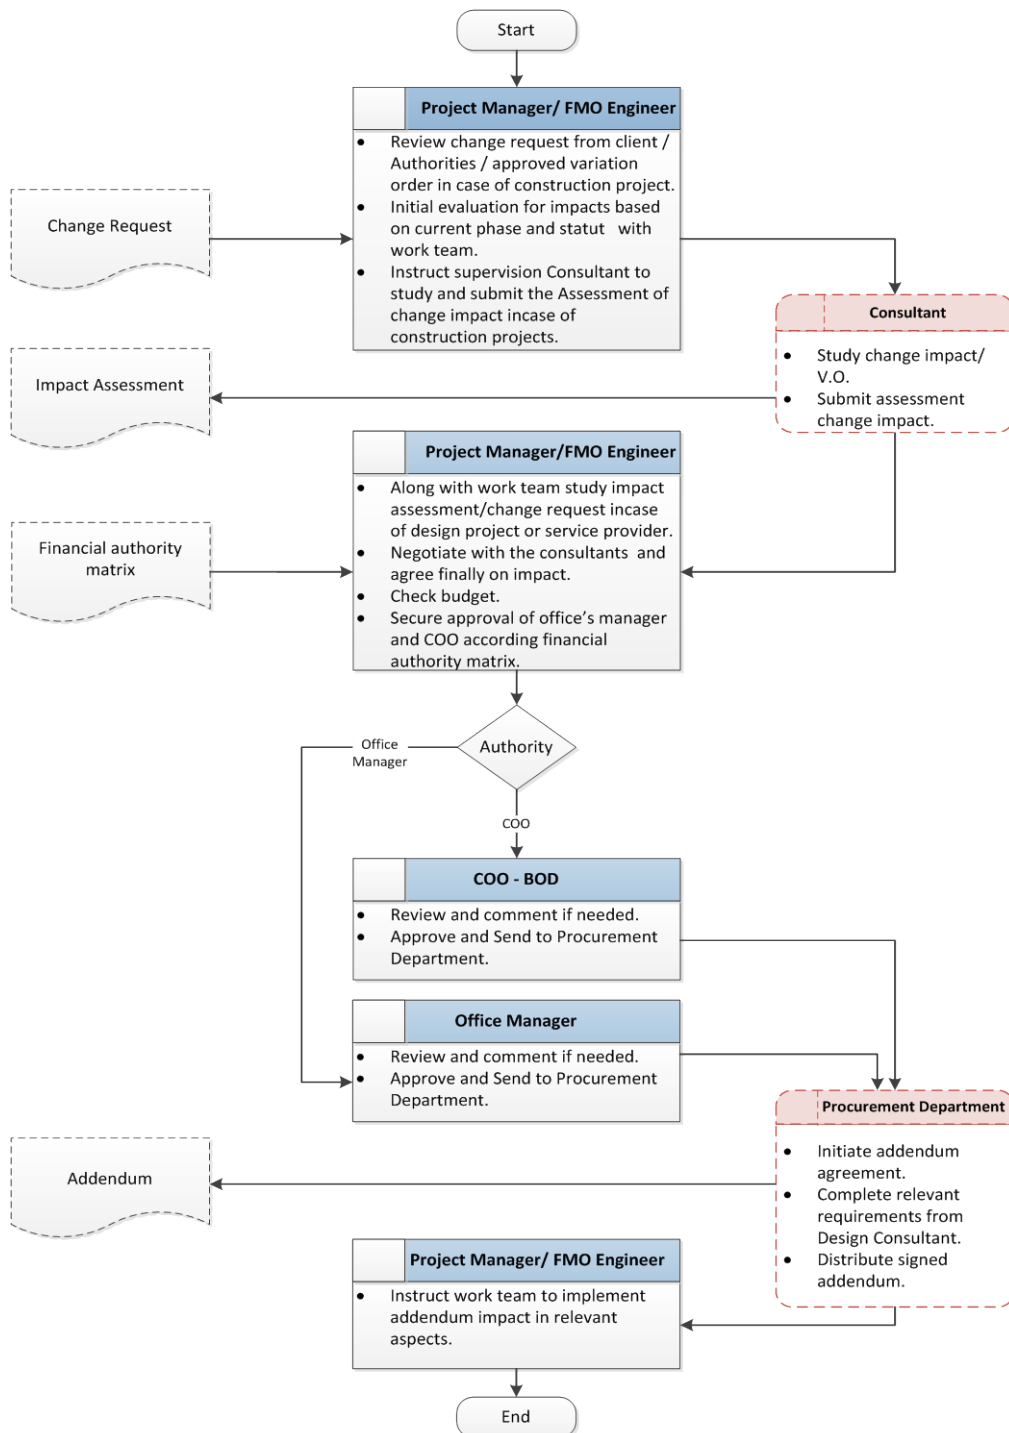 Start
Project Manager/ FMO Engineer
• Review change request from client /
Authorities / approved variation
order in case of construction project.
• Initial evaluation for impacts based
on current phase and statut with
work team.
• Instruct supervision Consultant to
study and submit the Assessment of
change impact incase of
construction projects.
Change Request
Consultant
• Study change impact/
V.O.
• Submit assessment
change impact.
Impact Assessment
Project Manager/FMO Engineer
• Along with work team study impact
assessment/change request incase
of design project or service provider.
• Negotiate with the consultants and
agree finally on impact.
• Check budget.
• Secure approval of office's manager
and COO according financial
authority matrix.
Financial authority
matrix
Authority
Office
Manager
COO
COO - BOD
• Review and comment if needed.
• Approve and Send to Procurement
Department.
Office Manager
• Review and comment if needed.
• Approve and Send to Procurement
Department.
Procurement Department
• Initiate addendum
agreement.
• Complete relevant
requirements from
Design Consultant.
• Distribute signed
addendum.
Addendum
Project Manager/ FMO Engineer
• Instruct work team to implement
addendum impact in relevant
aspects.
End